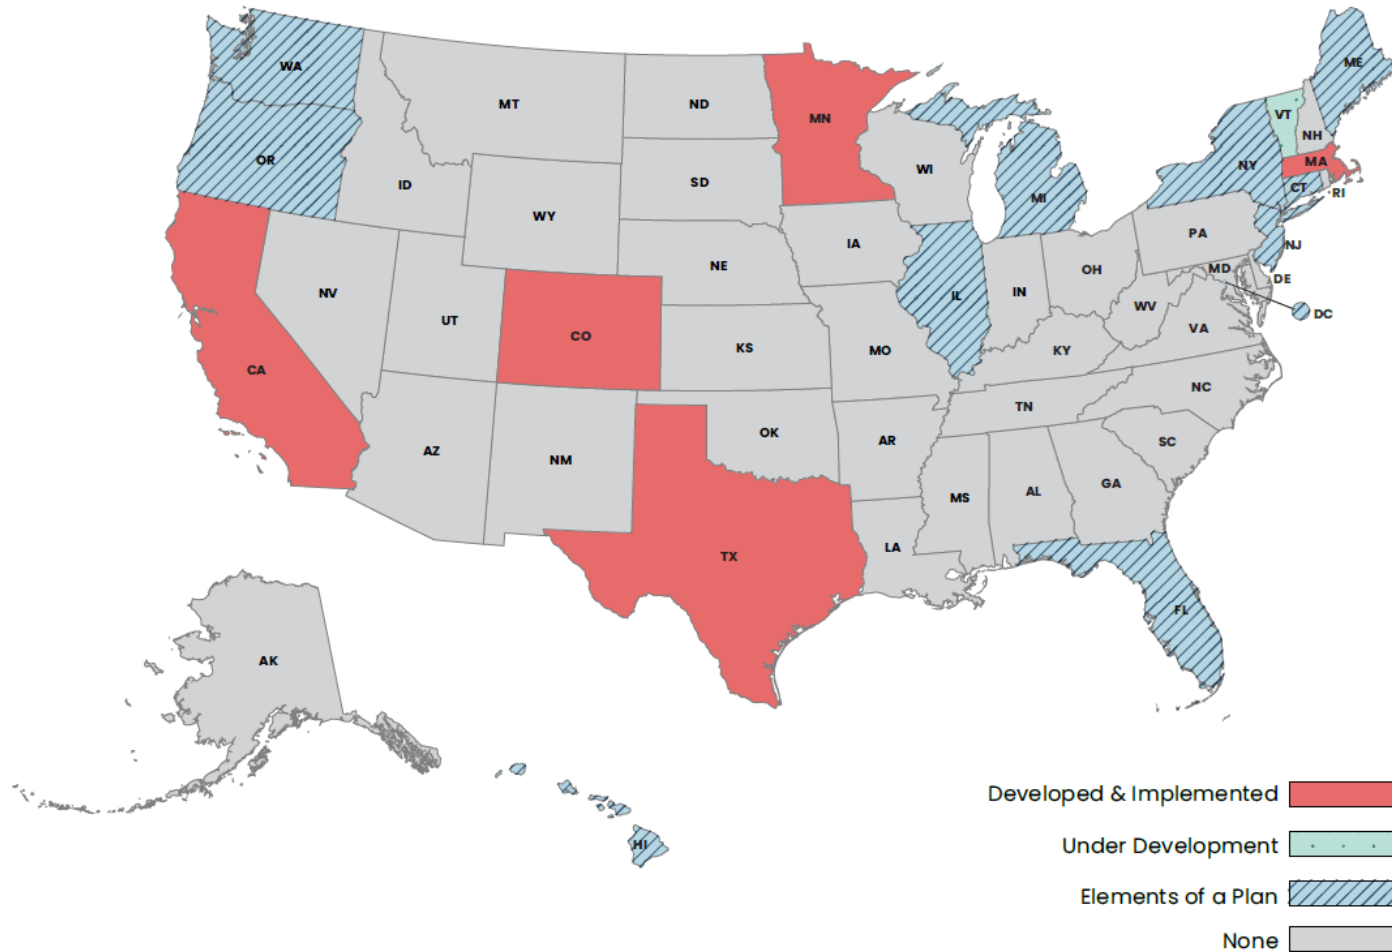 WA
MT
ND
MN
ME
VT
NH
OR
ID
SD
WI
MI
NY
MA
CT
RI
WY
IA
PA
NJ
NE
OH
MD
DE
NV
UT
CO
KS
MO
IL
IN
WV
DC
VA
KY
CA
NC
TN
AZ
NM
OK
AR
SC
MS
AL
GA
TX
LA
FL
AK
HI
Developed & Implemented
Under Development
Elements of a Plan
None